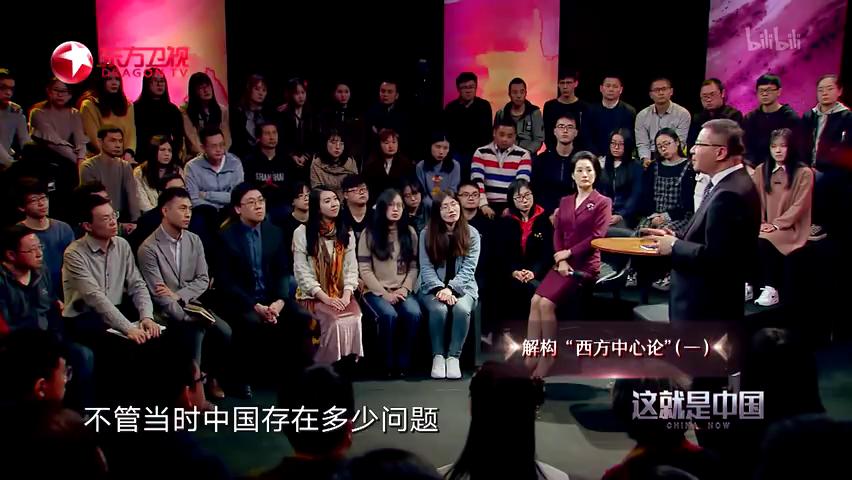 东方卫视
DRAGON TV
bilibili
SHANGHAI
解构“西方中心论”(一)
这就是中国
CHINA NOW
不管当时中国存在多少问题